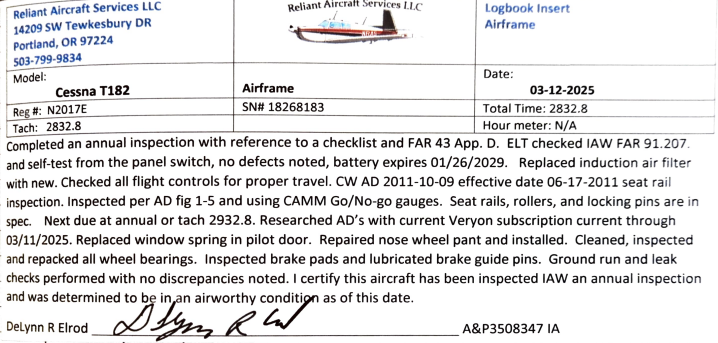 Reliant Aircraft Services LLC
14209 SW Tewkesbury DR
Portland, OR 97224
503-799-9834
Reliant Aircraft Services LLC
Logbook Insert
Airframe
Model:
Cessna T182
Airframe
Date:
03-12-2025
Reg #: N2017E
SN# 18268183
Total Time: 2832.8
Tach: 2832.8
Hour meter: N/A
Completed an annual inspection with reference to a checklist and FAR 43 App. D. ELT checked IAW FAR 91.207.
and self-test from the panel switch, no defects noted, battery expires 01/26/2029. Replaced induction air filter
with new. Checked all flight controls for proper travel. CW AD 2011-10-09 effective date 06-17-2011 seat rail
inspection. Inspected per AD fig 1-5 and using CAMM Go/No-go gauges. Seat rails, rollers, and locking pins are in
spec. Next due at annual or tach 2932.8. Researched AD's with current Veryon subscription current through
03/11/2025. Replaced window spring in pilot door. Repaired nose wheel pant and installed. Cleaned, inspected
and repacked all wheel bearings. Inspected brake pads and lubricated brake guide pins. Ground run and leak
checks performed with no discrepancies noted. I certify this aircraft has been inspected IAW an annual inspection
and was determined to be in an airworthy condition as of this date.
DeLynn R Elrod A&P3508347 IA